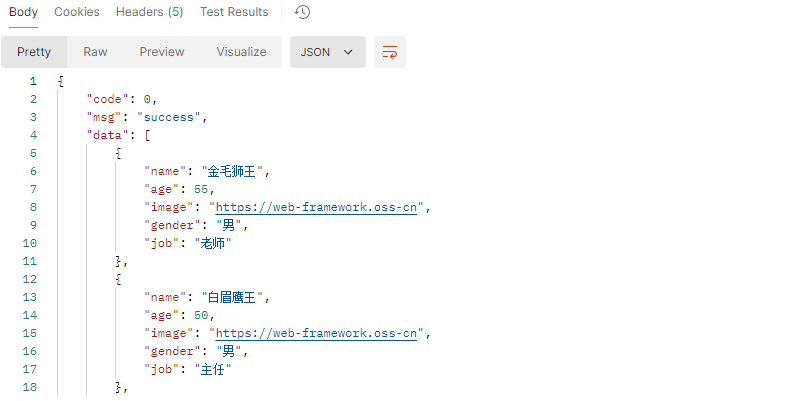 Body Cookies Headers (5) Test Results
Pretty Raw Preview Visualize JSON
1 {
2 "code": 0,
3 "msg": "success",
4 "data": [
5 {
6 "name": "金毛狮王",
7 "age": 55,
8 "image": "https://web-framework.oss-cn",
9 "gender": "男",
10 "job": "老师"
11 },
12 {
13 "name": "白眉鹰王",
14 "age": 50,
15 "image": "https://web-framework.oss-cn",
16 "gender": "男",
17 "job": "主任"
18 },